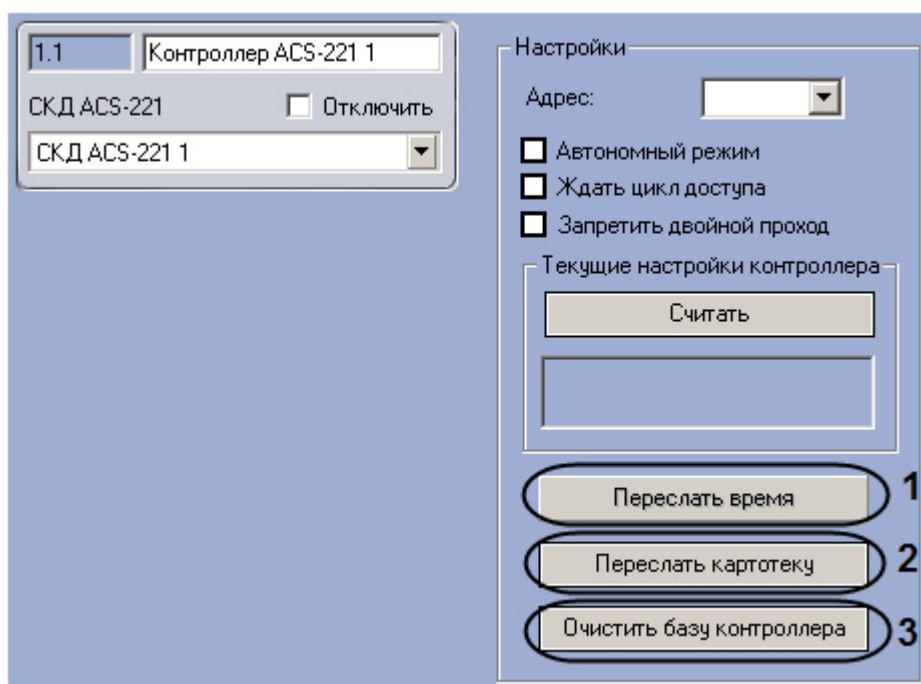 1.1 Контроллер ACS-221 1
СКД ACS-221 Отключить
СКД ACS-221 1
Настройки
Адрес:
Автономный режим
Ждать цикл доступа
Запретить двойной проход
Текущие настройки контроллера
Считать
Переслать время 1
Переслать картотеку 2
Очистить базу контроллера 3